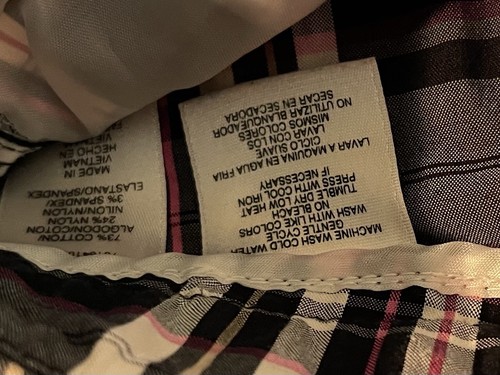 MACHINE WASH COLD WATER
GENTLE CYCLE
WASH WITH LIKE COLORS
NO BLEACH
TUMBLE DRY LOW HEAT
PRESS WITH COOL IRON
IF NECESSARY
LAVAR A MAQUINA EN AGUA FRIA
CICLE SUAVE
LAVAR CON LOS
MISMOS COLORES
NO UTILIZAR BLANQUEADOR
SECAR EN SECADORA
73% COTTON/
ALGODON/COTON
24% NYLON/
NILON/NYLON
3% SPANDEX/
ELASTANO/SPANDEX
MADE IN
VIETNAM
HECHO EN
VIETNAM